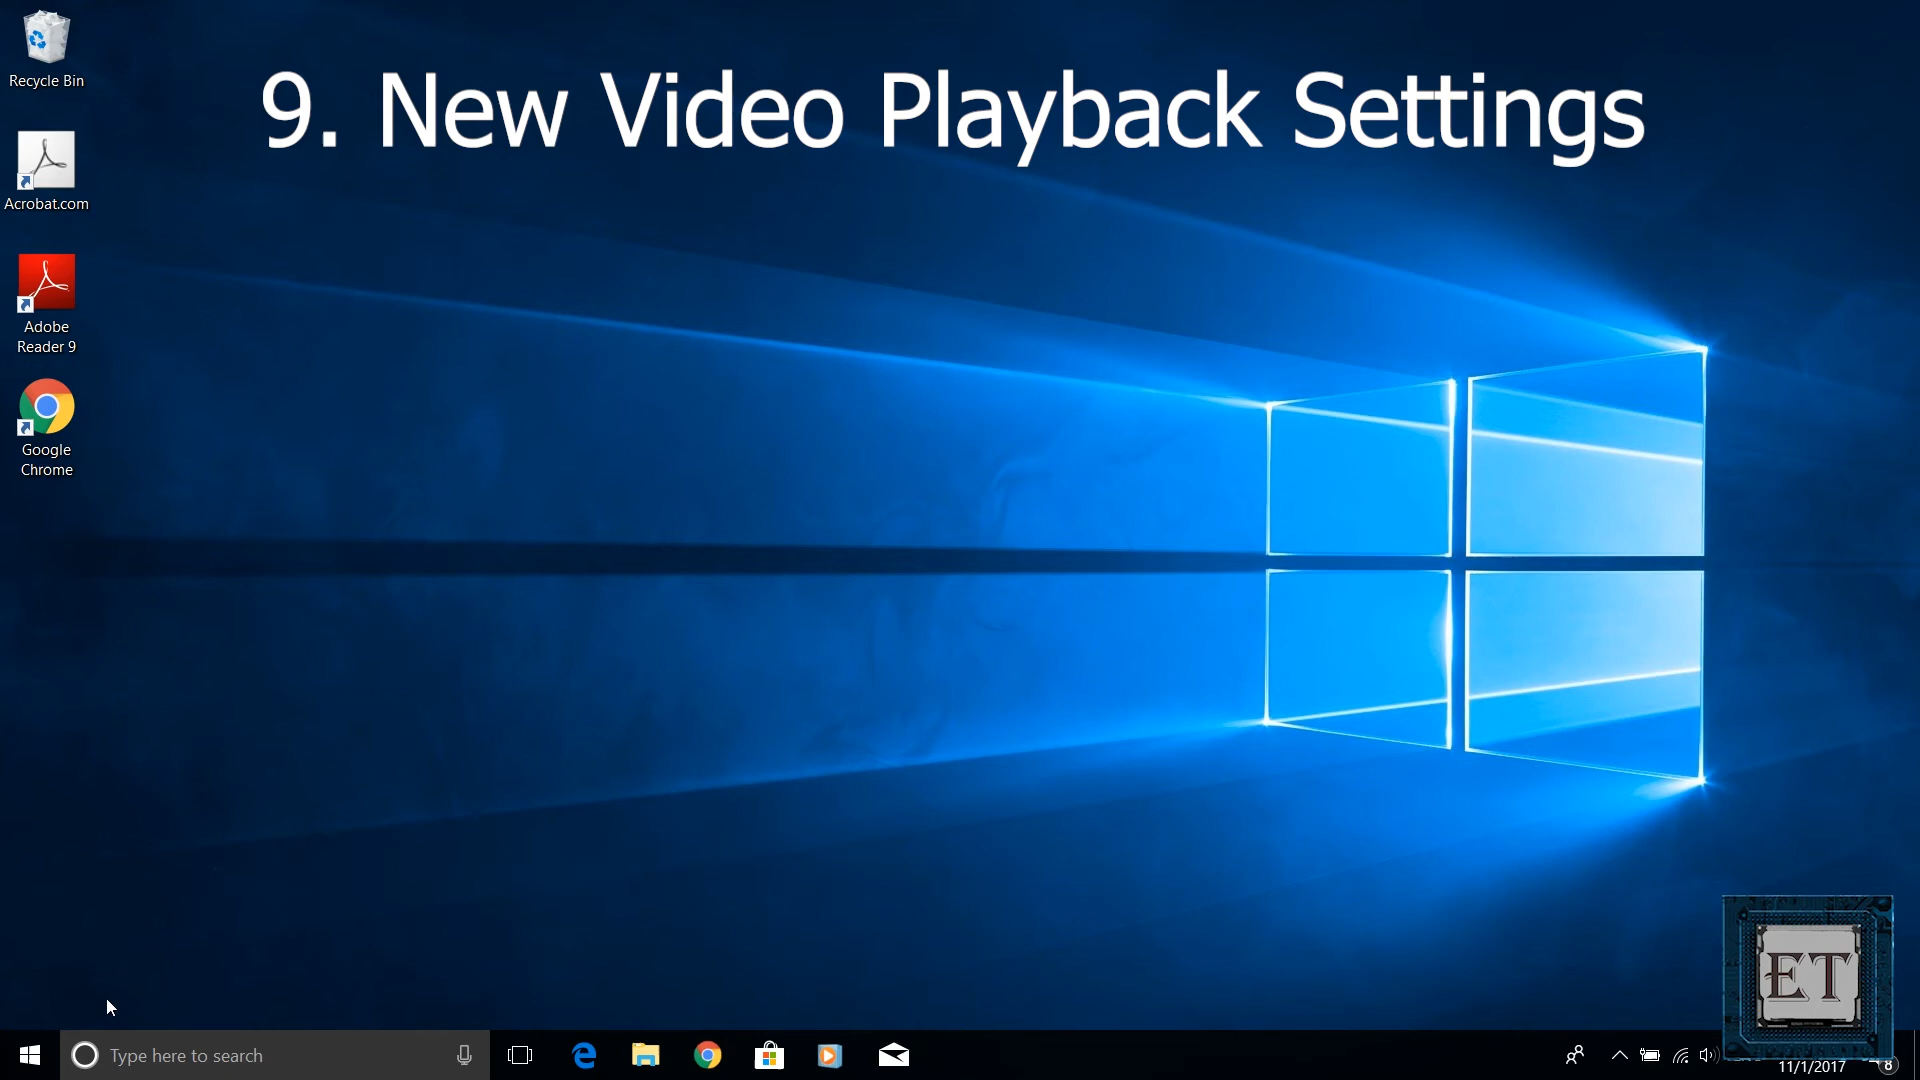 9. New Video Playback Settings
Recycle Bin
Acrobat.com
Adobe
Reader 9
Google
Chrome
ET
Type here to search
11/1/2017
8